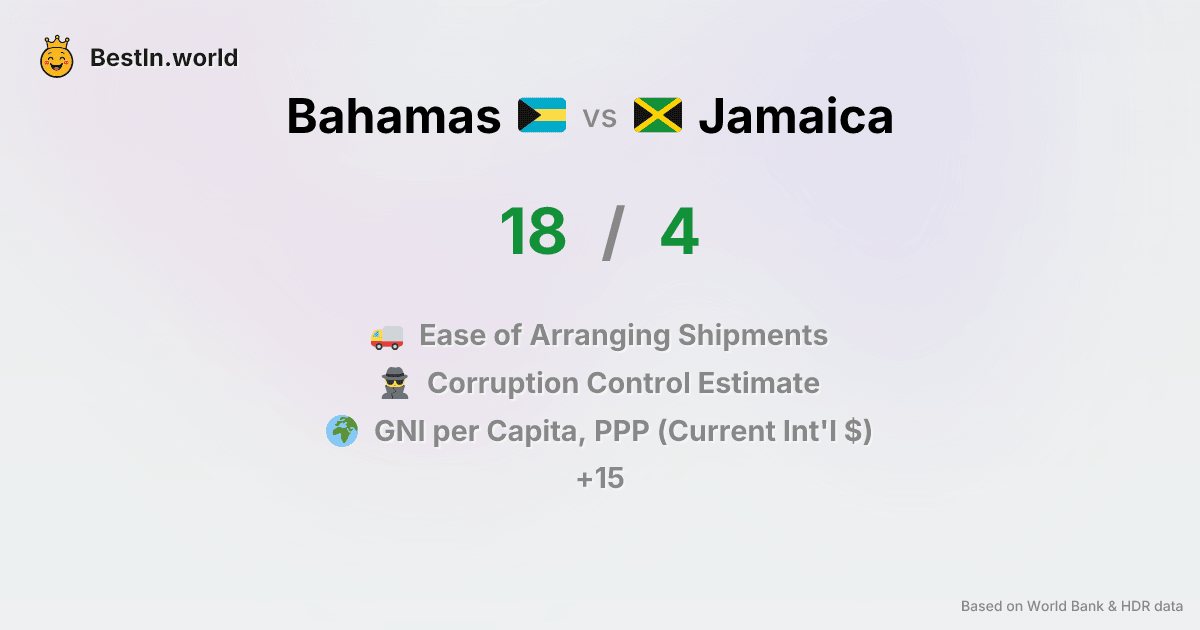 BestIn.world
Bahamas vs Jamaica
18 / 4
Ease of Arranging Shipments
Corruption Control Estimate
GNI per Capita, PPP (Current Int'l $)
+15
Based on World Bank & HDR data